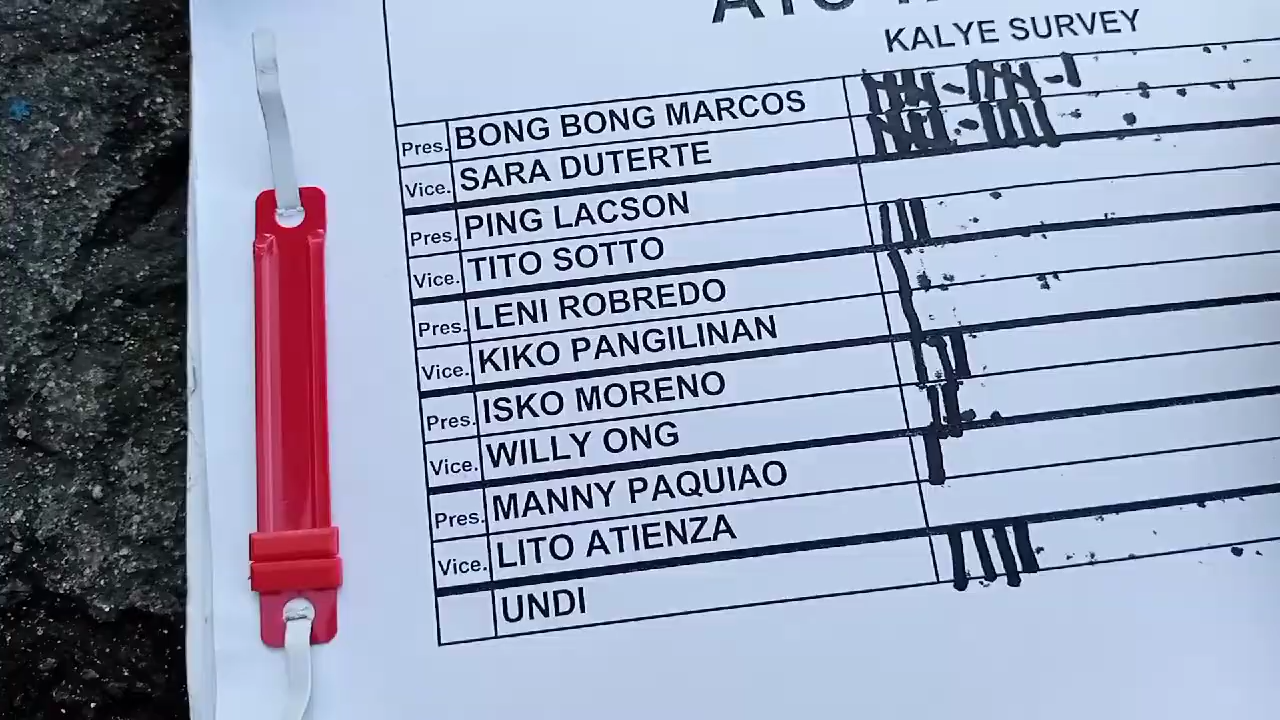 KALYE SURVEY
Pres. BONG BONG MARCOS
Vice. SARA DUTERTE
Pres. PING LACSON
Vice. TITO SOTTO
Pres. LENI ROBREDO
Vice. KIKO PANGILINAN
Pres. ISKO MORENO
Vice. WILLY ONG
Pres. MANNY PAQUIAO
Vice. LITO ATIENZA
UNDI